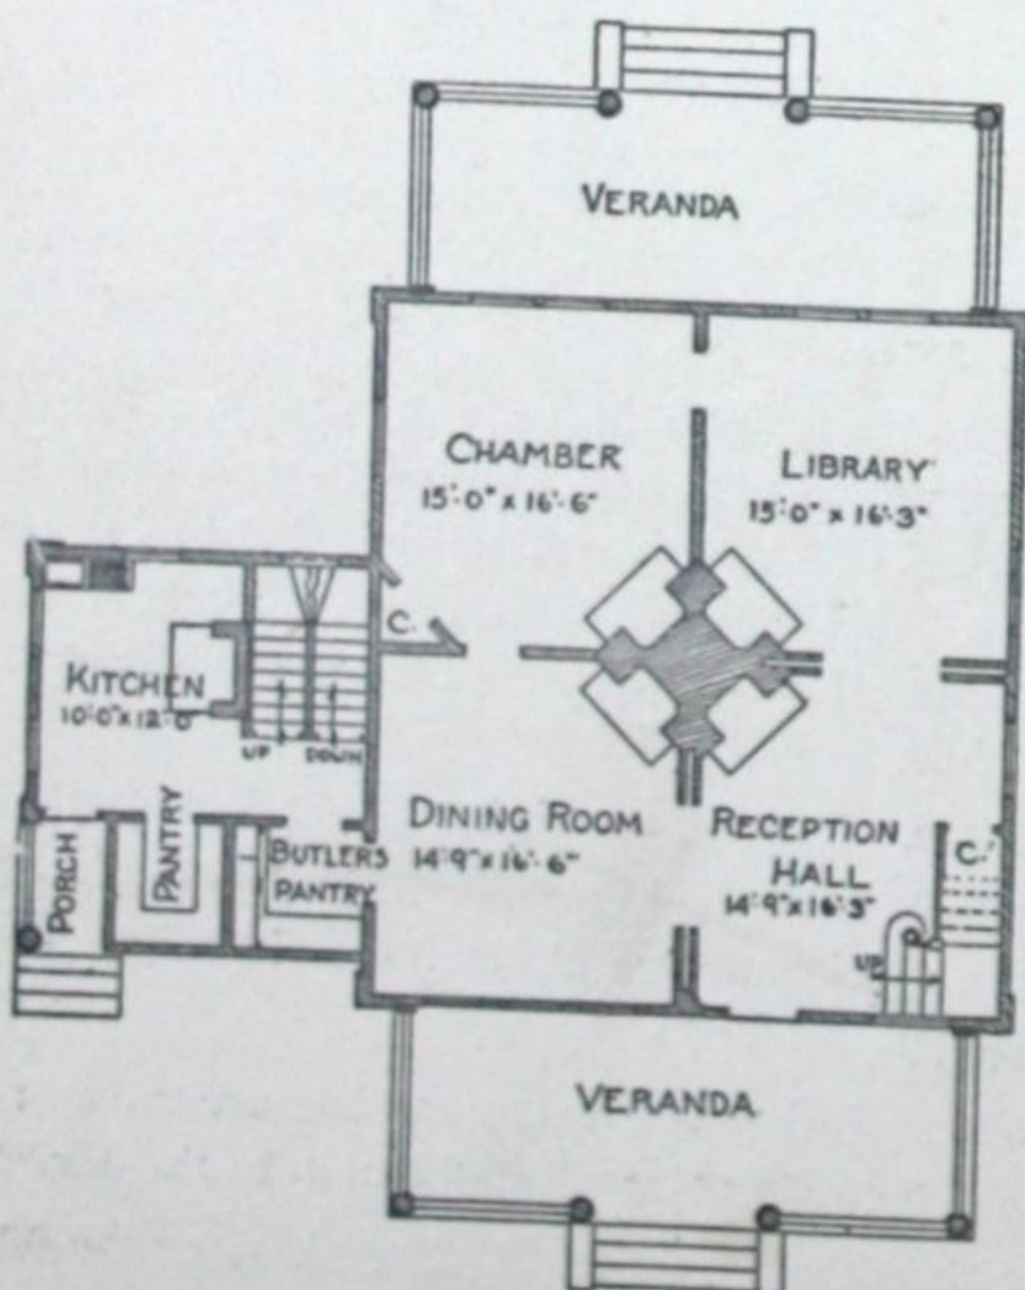 VERANDA
CHAMBER
15'-0" x 16'-6"
LIBRARY
15'-0" x 16'-3"
C.
KITCHEN
10'-0" x 12'-0"
UP
DOWN
PANTRY
PORCH
BUTLERS
PANTRY
DINING ROOM
14'-9" x 16'-6"
RECEPTION
HALL
14'-9" x 16'-3"
C.
UP
VERANDA